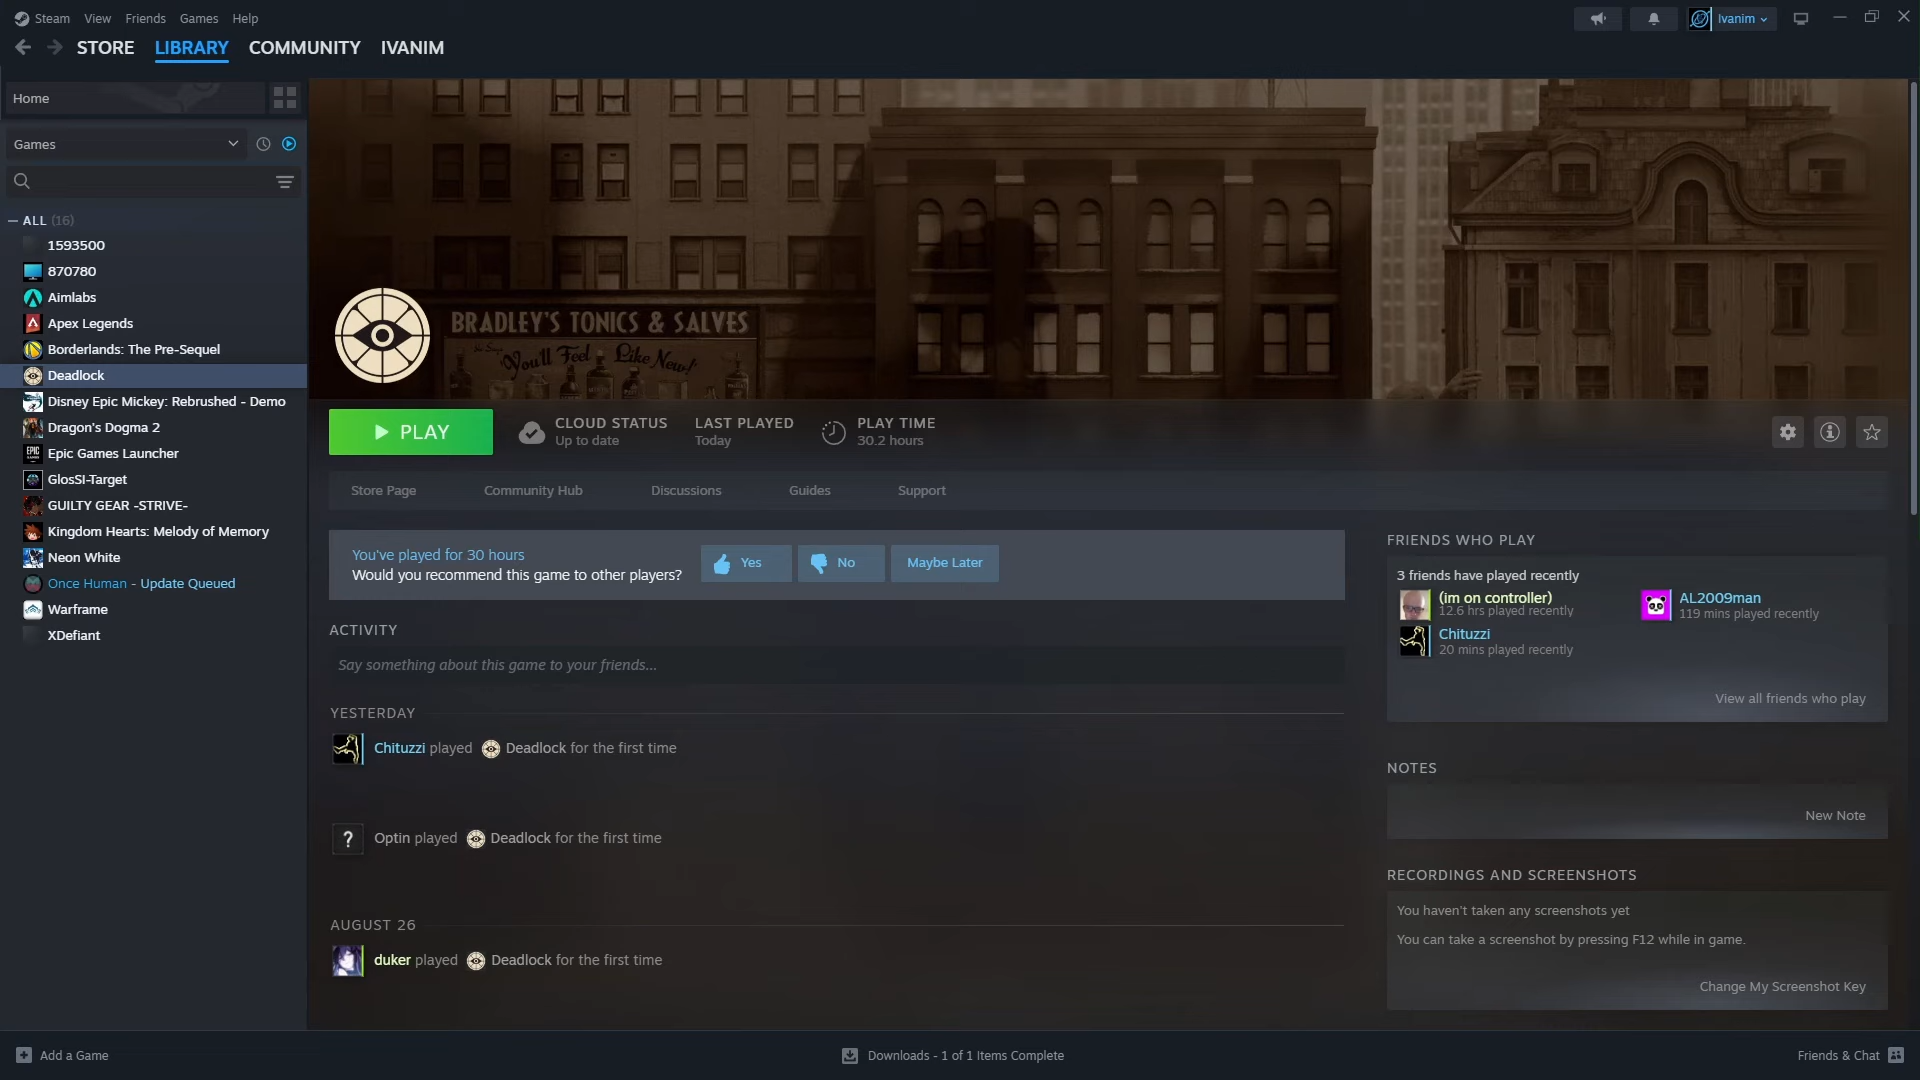 Steam View Friends Games Help
Ivanim
STORE LIBRARY COMMUNITY IVANIM
Home
Games
ALL (16)
1593500
870780
Aimlabs
Apex Legends
Borderlands: The Pre-Sequel
Deadlock
Disney Epic Mickey: Rebrushed - Demo
Dragon's Dogma 2
Epic Games Launcher
GlosSI-Target
GUILTY GEAR -STRIVE-
Kingdom Hearts: Melody of Memory
Neon White
Once Human - Update Queued
Warframe
XDefiant
BRADLEY'S TONICS & SALVES
You'll Feel Like New!
PLAY
CLOUD STATUS
Up to date
LAST PLAYED
Today
PLAY TIME
30.2 hours
Store Page Community Hub Discussions Guides Support
You've played for 30 hours
Would you recommend this game to other players?
Yes No Maybe Later
ACTIVITY
Say something about this game to your friends...
YESTERDAY
Chituzzi played Deadlock for the first time
? Optin played Deadlock for the first time
AUGUST 26
duker played Deadlock for the first time
FRIENDS WHO PLAY
3 friends have played recently
(im on controller)
12.6 hrs played recently
AL2009man
119 mins played recently
Chituzzi
20 mins played recently
View all friends who play
NOTES
New Note
RECORDINGS AND SCREENSHOTS
You haven't taken any screenshots yet
You can take a screenshot by pressing F12 while in game.
Change My Screenshot Key
Add a Game
Downloads - 1 of 1 Items Complete
Friends & Chat